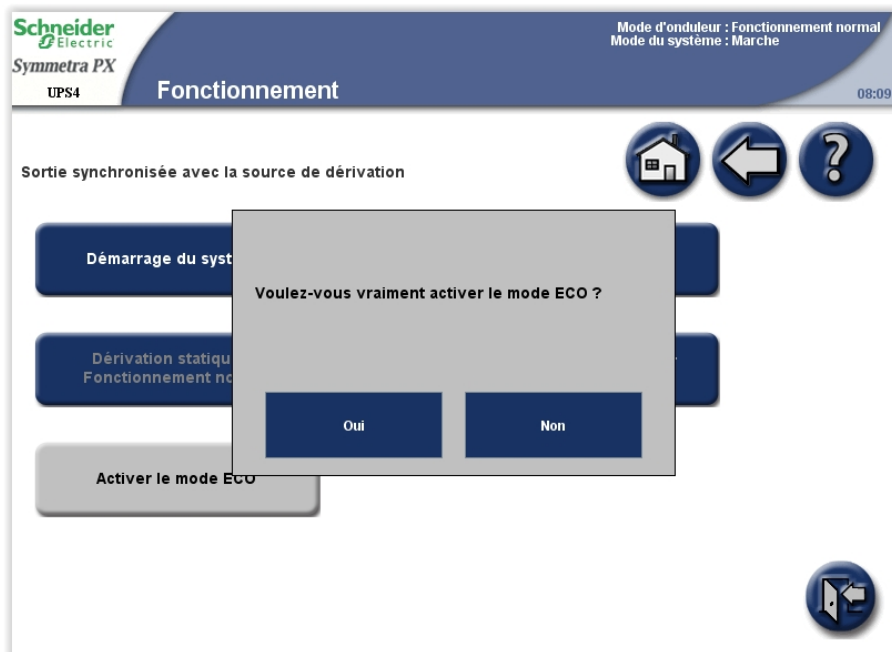 Schneider
Electric
Symmetra PX
UPS4
Fonctionnement
Mode d'onduleur : Fonctionnement normal
Mode du système : Marche
08:09
Sortie synchronisée avec la source de dérivation
?
Démarrage du syst
Voulez-vous vraiment activer le mode ECO ?
Dérivation statiqu
Fonctionnement no
Oui
Non
Activer le mode ECO